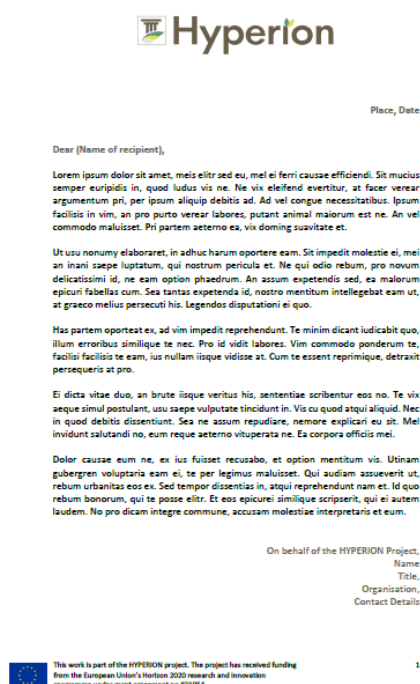 Hyperion
Place, Date
Dear (Name of recipient),
Lorem ipsum dolor sit amet, meis elitr sed eu, mel ei ferri causae efficiendi. Sit mucius
semper euripidis in, quod ludus vis ne. Ne vix eleifend evertitur, at facer verear
argumentum pri, per ipsum aliquip debitis ad. Ad vel congue necessitatibus. Ipsum
facilisis in vim, an pro purto verear labores, putant animal maiorum est ne. An vel
commodo maluisset. Pri partem aeterno ea, vix doming suavitate et.
Ut usu nonumy elaboraret, in adhuc harum oportere eam. Sit impedit molestie ei, mei
an inani saepe luptatum, qui nostrum pericula et. Ne qui odio rebum, pro novum
delicatissimi id, ne eam option phaedrum. An assum expetendis sed, ea malorum
epicuri fabellas cum. Sea tantas expetenda id, nostro mentitum intellegebat eam ut,
at graeco melius persecuti his. Legendos disputationi ei quo.
Has partem oporteat ex, ad vim impedit reprehendunt. Te minim dicant iudicabit quo,
illum erroribus similique te nec. Pro id vidit labores. Vim commodo ponderum te,
facilisi facilisis te eam, ius nullam iisque vidisse at. Cum te essent reprimique, detraxit
persequeris at pro.
Ei dicta vitae duo, an brute iisque veritus his, sententiae scribentur eos no. Te vix
aeque simul postulant, usu saepe vulputate tincidunt in. Vis cu quod atqui aliquid. Nec
in quod debitis dissentiunt. Sea ne assum repudiare, nemore explicari eu sit. Mel
invidunt salutandi no, eum reque aeterno vituperata ne. Ea corpora officiis mei.
Dolor causae eum ne, ex ius fuisset recusabo, et option mentitum vis. Utinam
gubergren voluptaria eam ei, te per legimus maluisset. Qui audiam assueverit ut,
rebum urbanitas eos ex. Sed tempor dissentias in, atqui reprehendunt nam et. Id quo
rebum bonorum, qui te posse elitr. Et eos epicurei similique scripserit, qui ei autem
laudem. No pro dicam integre commune, accusam molestiae interpretaris et eum.
On behalf of the HYPERION Project,
Name
Title,
Organisation,
Contact Details
This work is part of the HYPERION project. The project has received funding
1
from the European Union's Horizon 2020 research and innovation